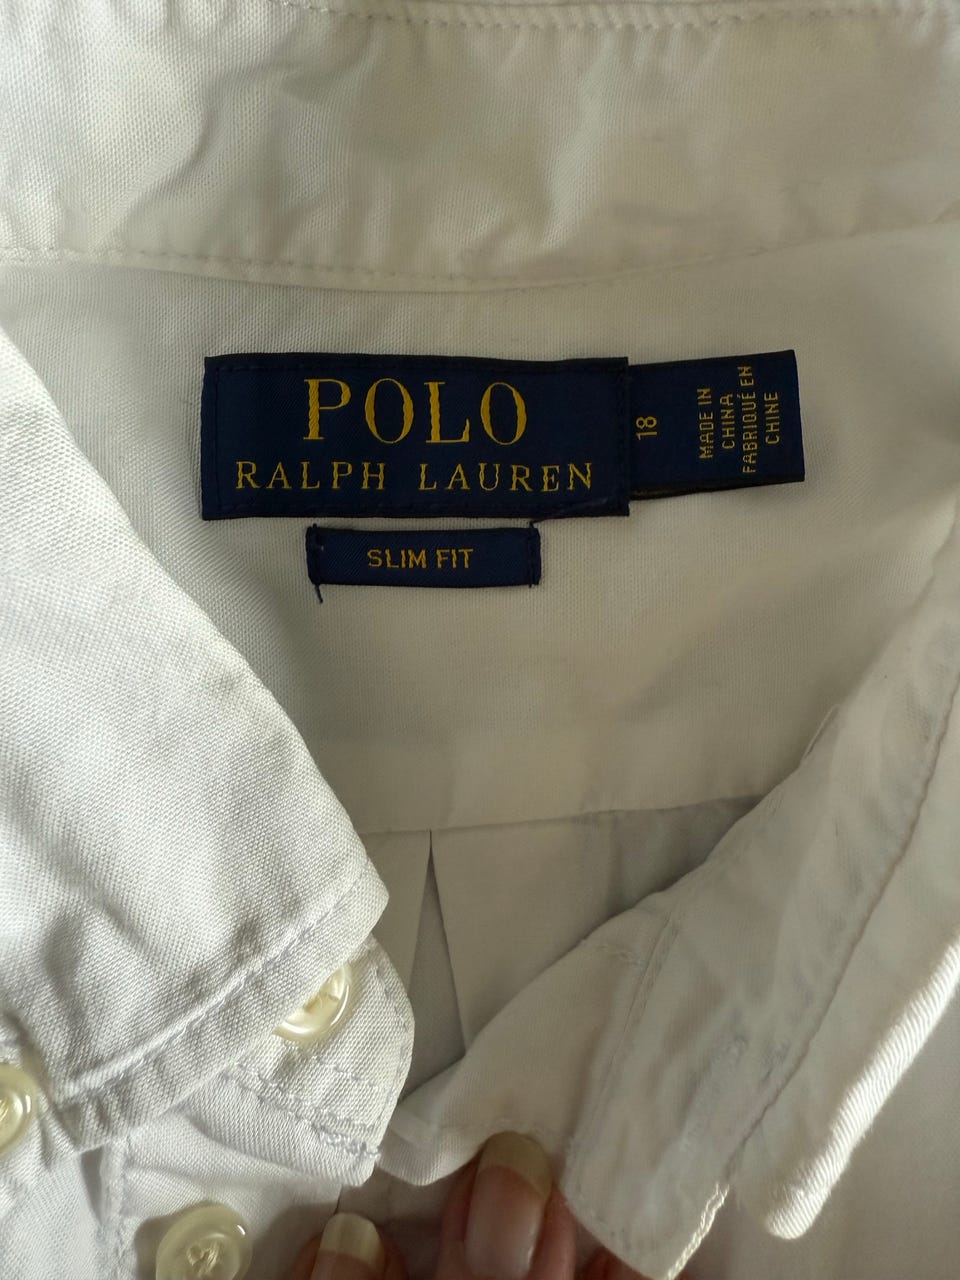 POLO
RALPH LAUREN
SLIM FIT
18
MADE IN
CHINA
FABRIQUÉ EN
CHINE